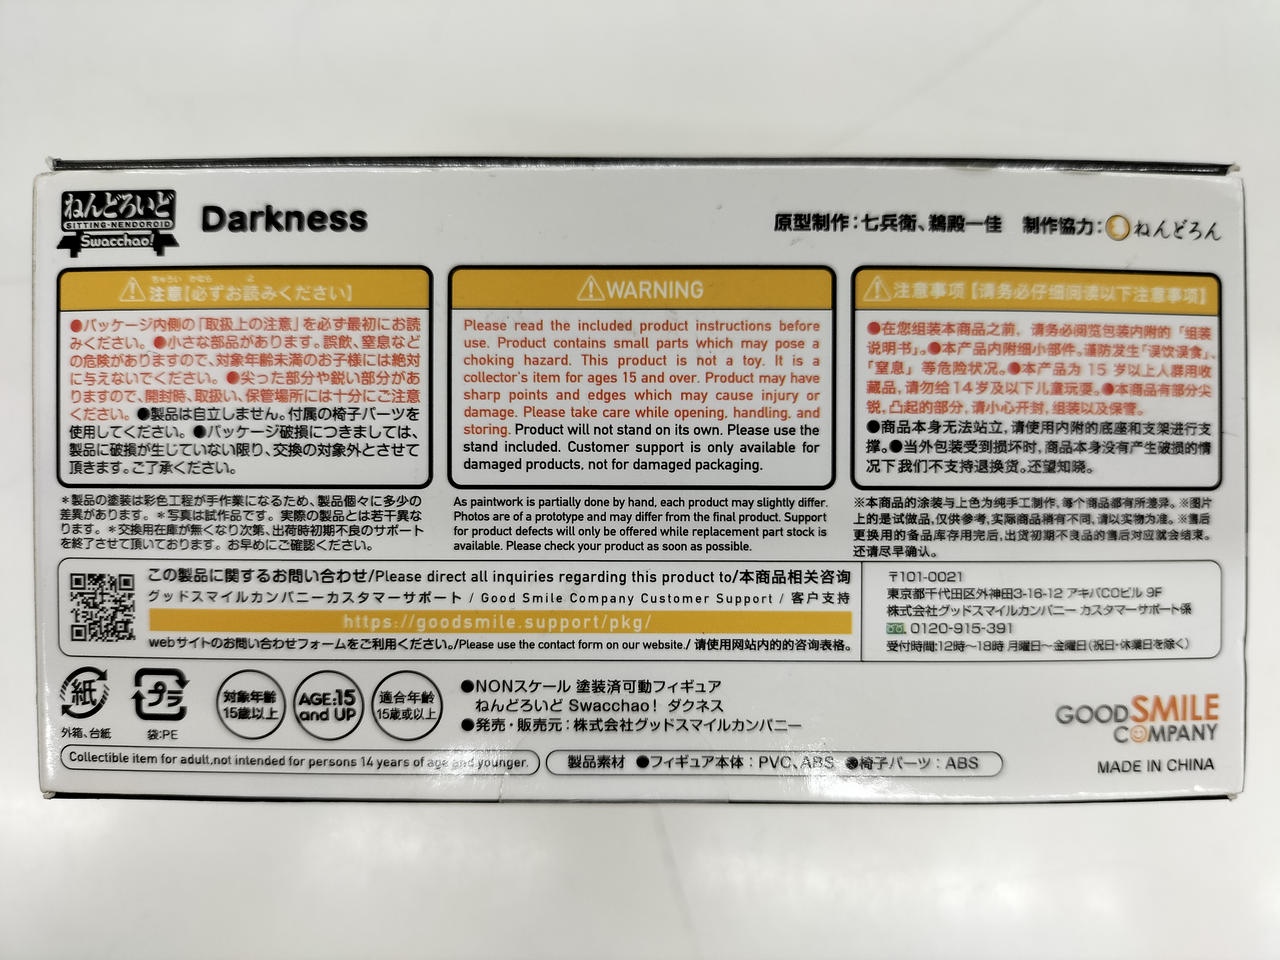 ねんどろいど
SITTING-NENDOROID
Swacchao!
Darkness
原型制作:七兵衛、鵜殿一佳 制作協力:ねんどろん
ちゅうい かなら よ
⚠注意[必ずお読みください]
●パッケージ内側の「取扱上の注意」を必ず最初にお読
みください。●小さな部品があります。誤飲、窒息など
の危険がありますので、対象年齢未満のお子様には絶対
に与えないでください。●尖った部分や鋭い部分があ
りますので、開封時、取扱い、保管場所には十分にご注意
ください。●製品は自立しません。付属の椅子パーツを
使用してください。●パッケージ破損につきましては、
製品に破損が生じていない限り、交換の対象外とさせて
頂きます。ご了承ください。
⚠WARNING
Please read the included product instructions before
use. Product contains small parts which may pose a
choking hazard. This product is not a toy. It is a
collector's item for ages 15 and over. Product may have
sharp points and edges which may cause injury or
damage. Please take care while opening, handling, and
storing. Product will not stand on its own. Please use the
stand included. Customer support is only available for
damaged products, not for damaged packaging.
⚠注意事项【请务必仔细阅读以下注意事项】
●在您组装本商品之前，请务必阅览包装内附的「组装
说明书」。●本产品内附细小部件。谨防发生「误饮误食」、
「窒息」等危险状况。●本产品为 15 岁以上人群用收
藏品，请勿给14岁及以下儿童玩耍。●本商品有部分尖
锐，凸起的部分，请小心开封，组装以及保管。
●商品本身无法站立，请使用内附的底座和支架进行支
撑。●当外包装受到损坏时，商品本身没有产生破损的情
况下我们不支持退换货。还望知晓。
*製品の塗装は彩色工程が手作業になるため、製品個々に多少の
差異があります。*写真は試作品です。実際の製品とは若干異な
ります。*交換用在庫が無くなり次第、出荷時初期不良のサポート
を終了させて頂いております。お早めにご確認ください。
As paintwork is partially done by hand, each product may slightly differ.
Photos are of a prototype and may differ from the final product. Support
for product defects will only be offered while replacement part stock is
available. Please check your product as soon as possible.
※本商品的涂装与上色为纯手工制作，每个商品都有所差异。※图片
上的是试做品，仅供参考，实际商品稍有不同，请以实物为准。※售后
更换用的备品库存用完后，出货初期不良品的售后对应就会结束。
还请尽早确认。
この製品に関するお問い合わせ/Please direct all inquiries regarding this product to/本商品相关咨询
グッドスマイルカンパニーカスタマーサポート / Good Smile Company Customer Support / 客户支持
https://goodsmile.support/pkg/
webサイトのお問い合わせフォームをご利用ください。/Please use the contact form on our website./ 请使用网站内的的咨询表格。
〒101-0021
東京都千代田区外神田3-16-12 アキバCOビル 9F
株式会社グッドスマイルカンパニー カスタマーサポート係
0120-915-391
受付時間:12時〜18時 月曜日〜金曜日(祝日・休業日を除く)
紙
外箱、台紙
プラ
袋:PE
対象年齢
15歳以上
AGE:15
and UP
適合年齡
15歲或以上
●NONスケール 塗装済可動フィギュア
ねんどろいど Swacchao! ダクネス
●発売・販売元:株式会社グッドスマイルカンパニー
GOOD SMILE
COMPANY
Collectible item for adult,not intended for persons 14 years of age and younger.
製品素材 ●フィギュア本体:PVC、ABS ●椅子パーツ:ABS
MADE IN CHINA